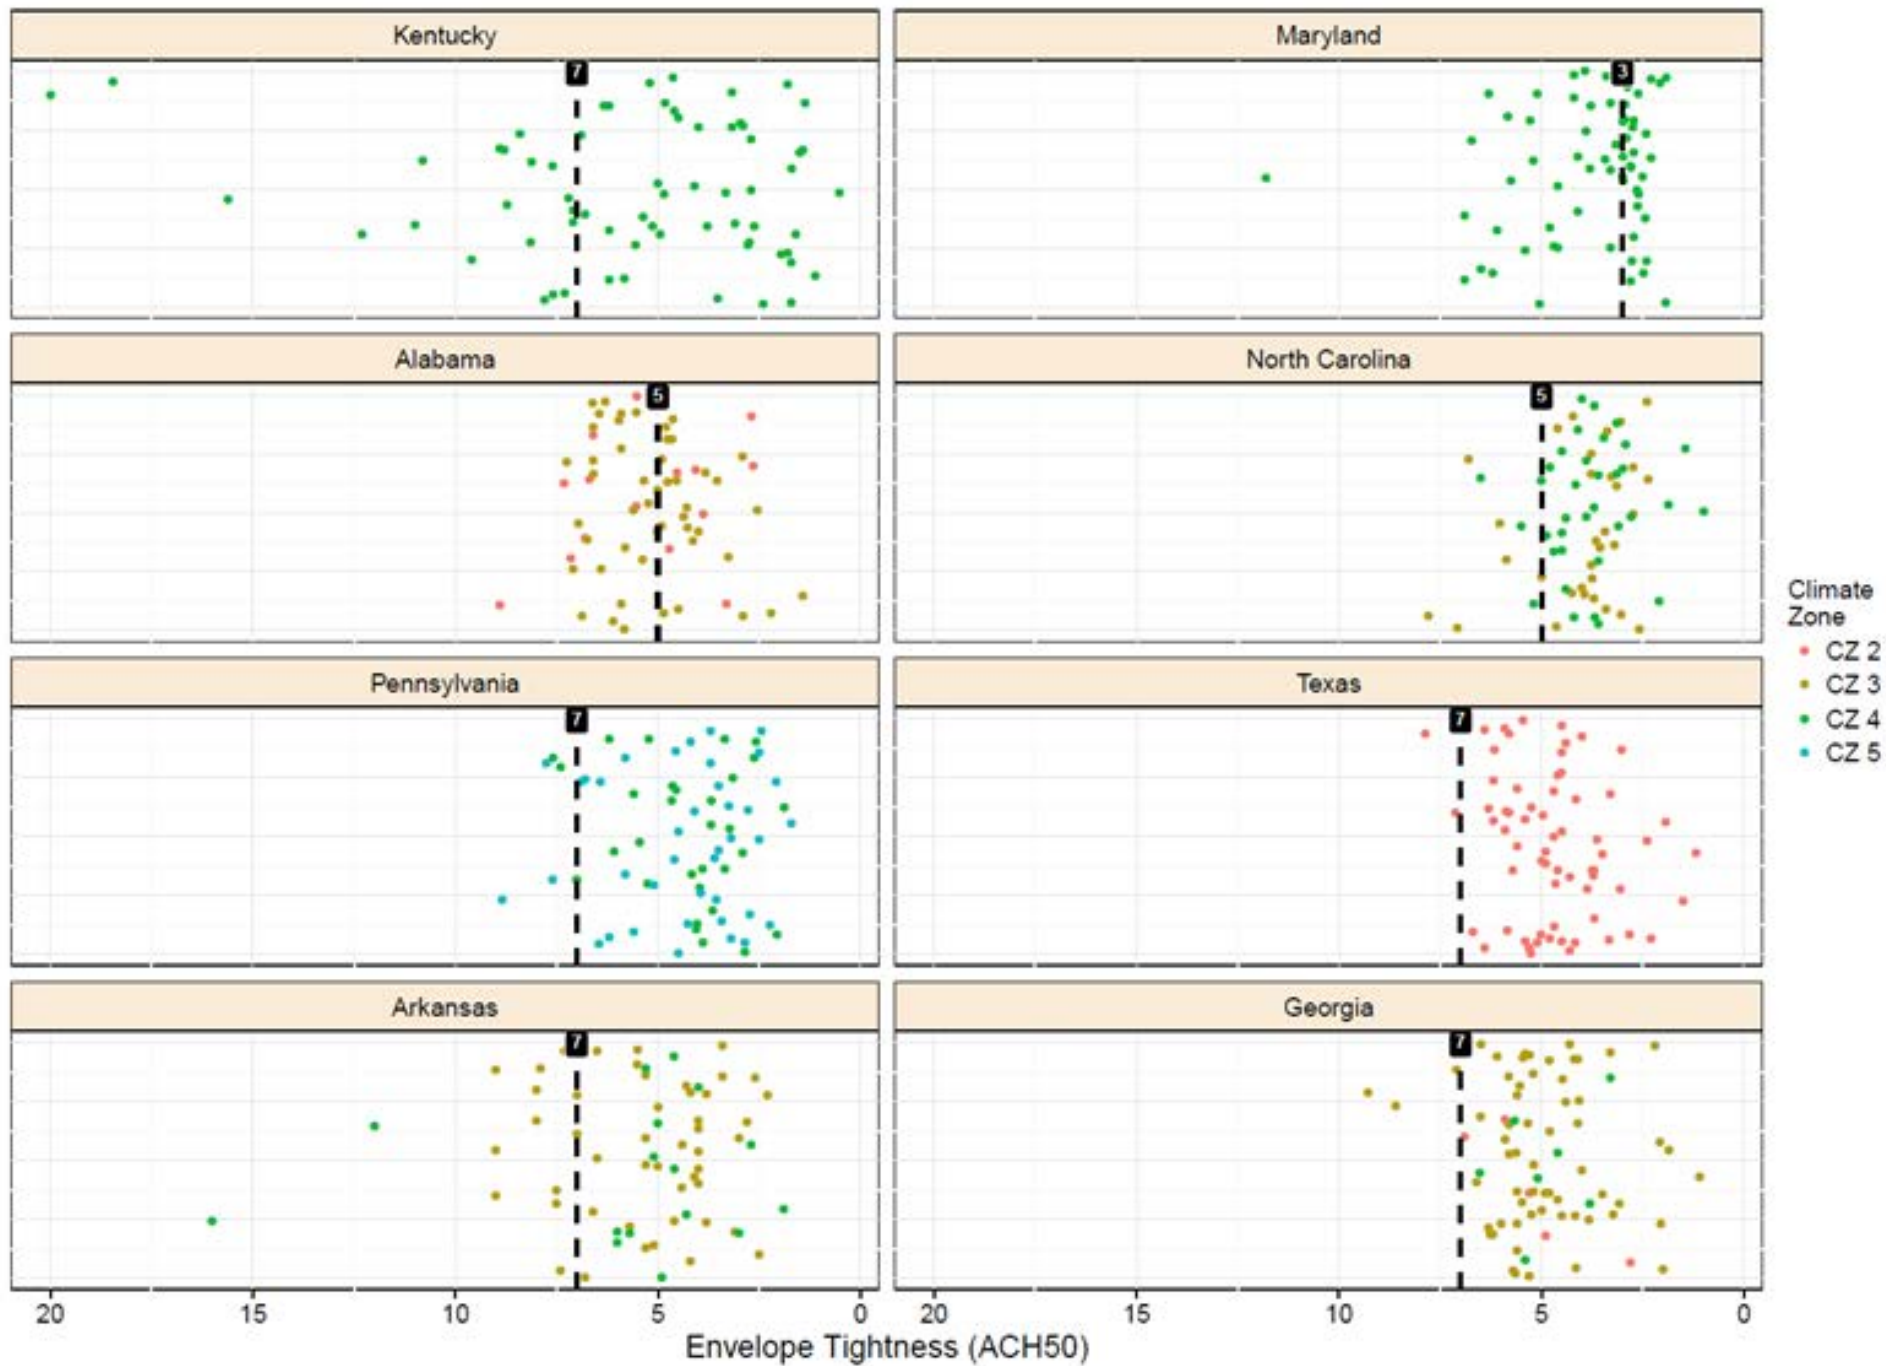 Kentucky
Maryland
7
3
Alabama
North Carolina
5
5
Pennsylvania
Texas
7
7
Arkansas
Georgia
7
7
Climate
Zone
CZ 2
CZ 3
CZ 4
CZ 5
20 15 10 5 0
20 15 10 5 0
Envelope Tightness (ACH50)